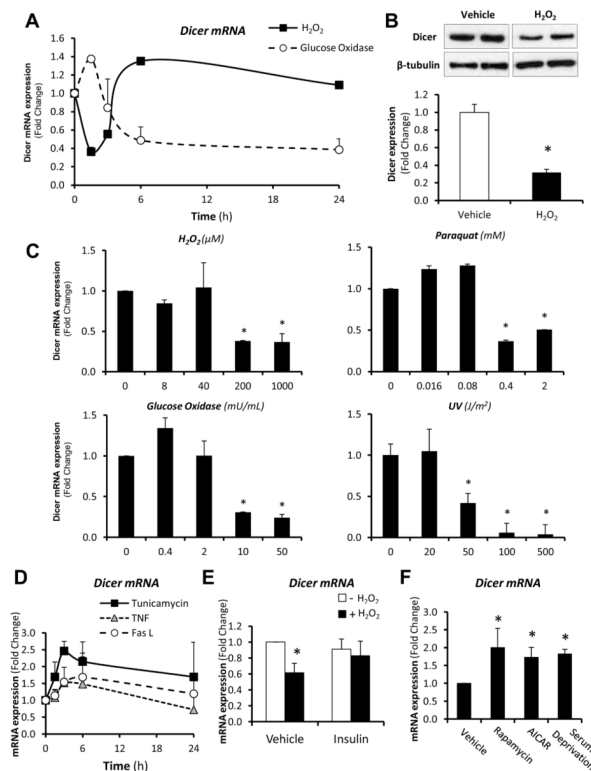 A
Dicer mRNA
H₂O₂
Glucose Oxidase
Dicer mRNA expression
(Fold Change)
1.6
1.4
1.2
1.0
0.8
0.6
0.4
0.2
0.0
0 6 12 18 24
Time (h)
B
Vehicle H₂O₂
Dicer
β-tubulin
Dicer expression
(Fold Change)
1.2
1.0
0.8
0.6
0.4
0.2
0.0
*
Vehicle H₂O₂
C
H₂O₂ (µM)
Dicer mRNA expression
(Fold Change)
1.5
1.0
0.5
0.0
* *
0 8 40 200 1000
Paraquat (mM)
1.5
1.0
0.5
0.0
* *
0 0.016 0.08 0.4 2
Glucose Oxidase (mU/mL)
Dicer mRNA expression
(Fold Change)
1.5
1.0
0.5
0.0
* *
0 0.4 2 10 50
UV (J/m²)
1.5
1.0
0.5
0.0
* * *
0 20 50 100 500
D
Dicer mRNA
Tunicamycin
TNF
Fas L
mRNA expression (Fold Change)
3.0
2.5
2.0
1.5
1.0
0.5
0.0
0 6 12 18 24
Time (h)
E
Dicer mRNA
- H₂O₂
+ H₂O₂
mRNA expression (Fold Change)
1.2
1.0
0.8
0.6
0.4
0.2
0.0
*
Vehicle Insulin
F
Dicer mRNA
mRNA expression (Fold Change)
3.0
2.5
2.0
1.5
1.0
0.5
0.0
* * *
Vehicle
Rapamycin
AICAR
Serum
Deprivation